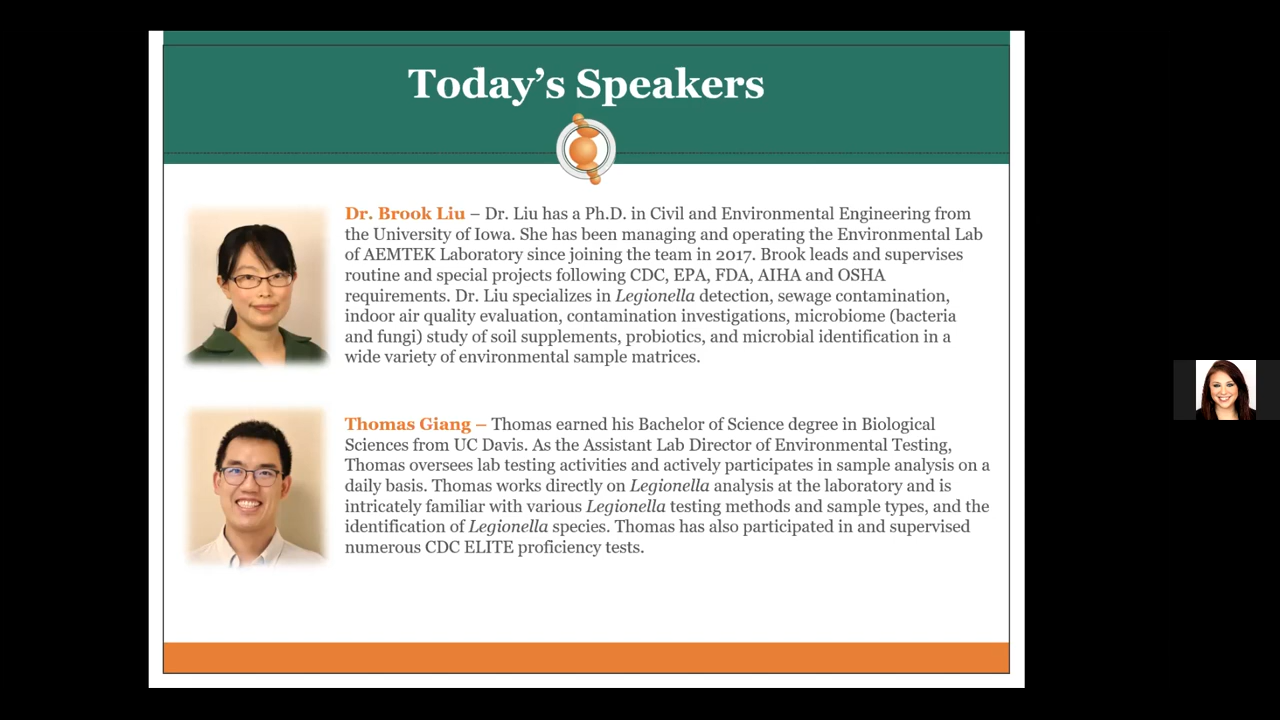 Today’s Speakers
Dr. Brook Liu – Dr. Liu has a Ph.D. in Civil and Environmental Engineering from
the University of Iowa. She has been managing and operating the Environmental Lab
of AEMTEK Laboratory since joining the team in 2017. Brook leads and supervises
routine and special projects following CDC, EPA, FDA, AIHA and OSHA
requirements. Dr. Liu specializes in Legionella detection, sewage contamination,
indoor air quality evaluation, contamination investigations, microbiome (bacteria
and fungi) study of soil supplements, probiotics, and microbial identification in a
wide variety of environmental sample matrices.
Thomas Giang – Thomas earned his Bachelor of Science degree in Biological
Sciences from UC Davis. As the Assistant Lab Director of Environmental Testing,
Thomas oversees lab testing activities and actively participates in sample analysis on a
daily basis. Thomas works directly on Legionella analysis at the laboratory and is
intricately familiar with various Legionella testing methods and sample types, and the
identification of Legionella species. Thomas has also participated in and supervised
numerous CDC ELITE proficiency tests.